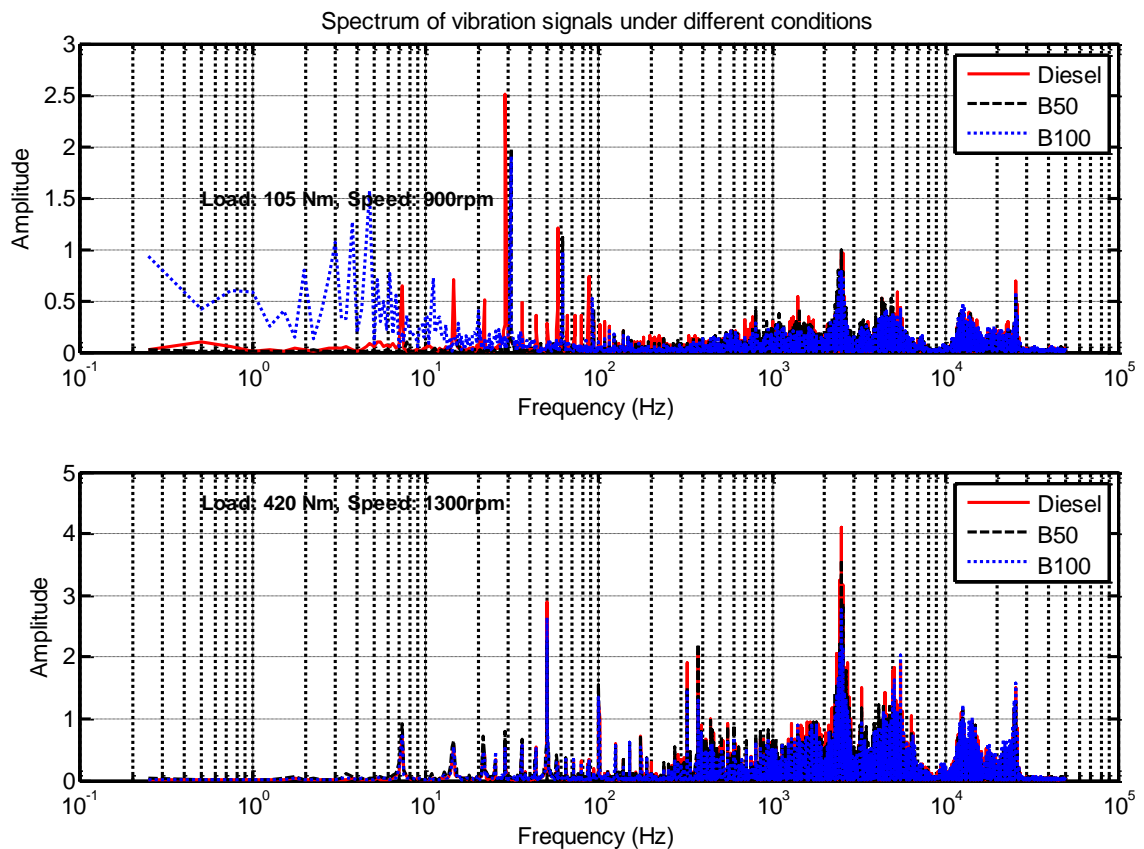 Spectrum of vibration signals under different conditions
3
2.5
2
1.5
1
0.5
0
Amplitude
Load: 105 Nm, Speed: 900rpm
Diesel
B50
B100
10^-1 10^0 10^1 10^2 10^3 10^4 10^5
Frequency (Hz)
5
4
3
2
1
0
Amplitude
Load: 420 Nm, Speed: 1300rpm
Diesel
B50
B100
10^-1 10^0 10^1 10^2 10^3 10^4 10^5
Frequency (Hz)